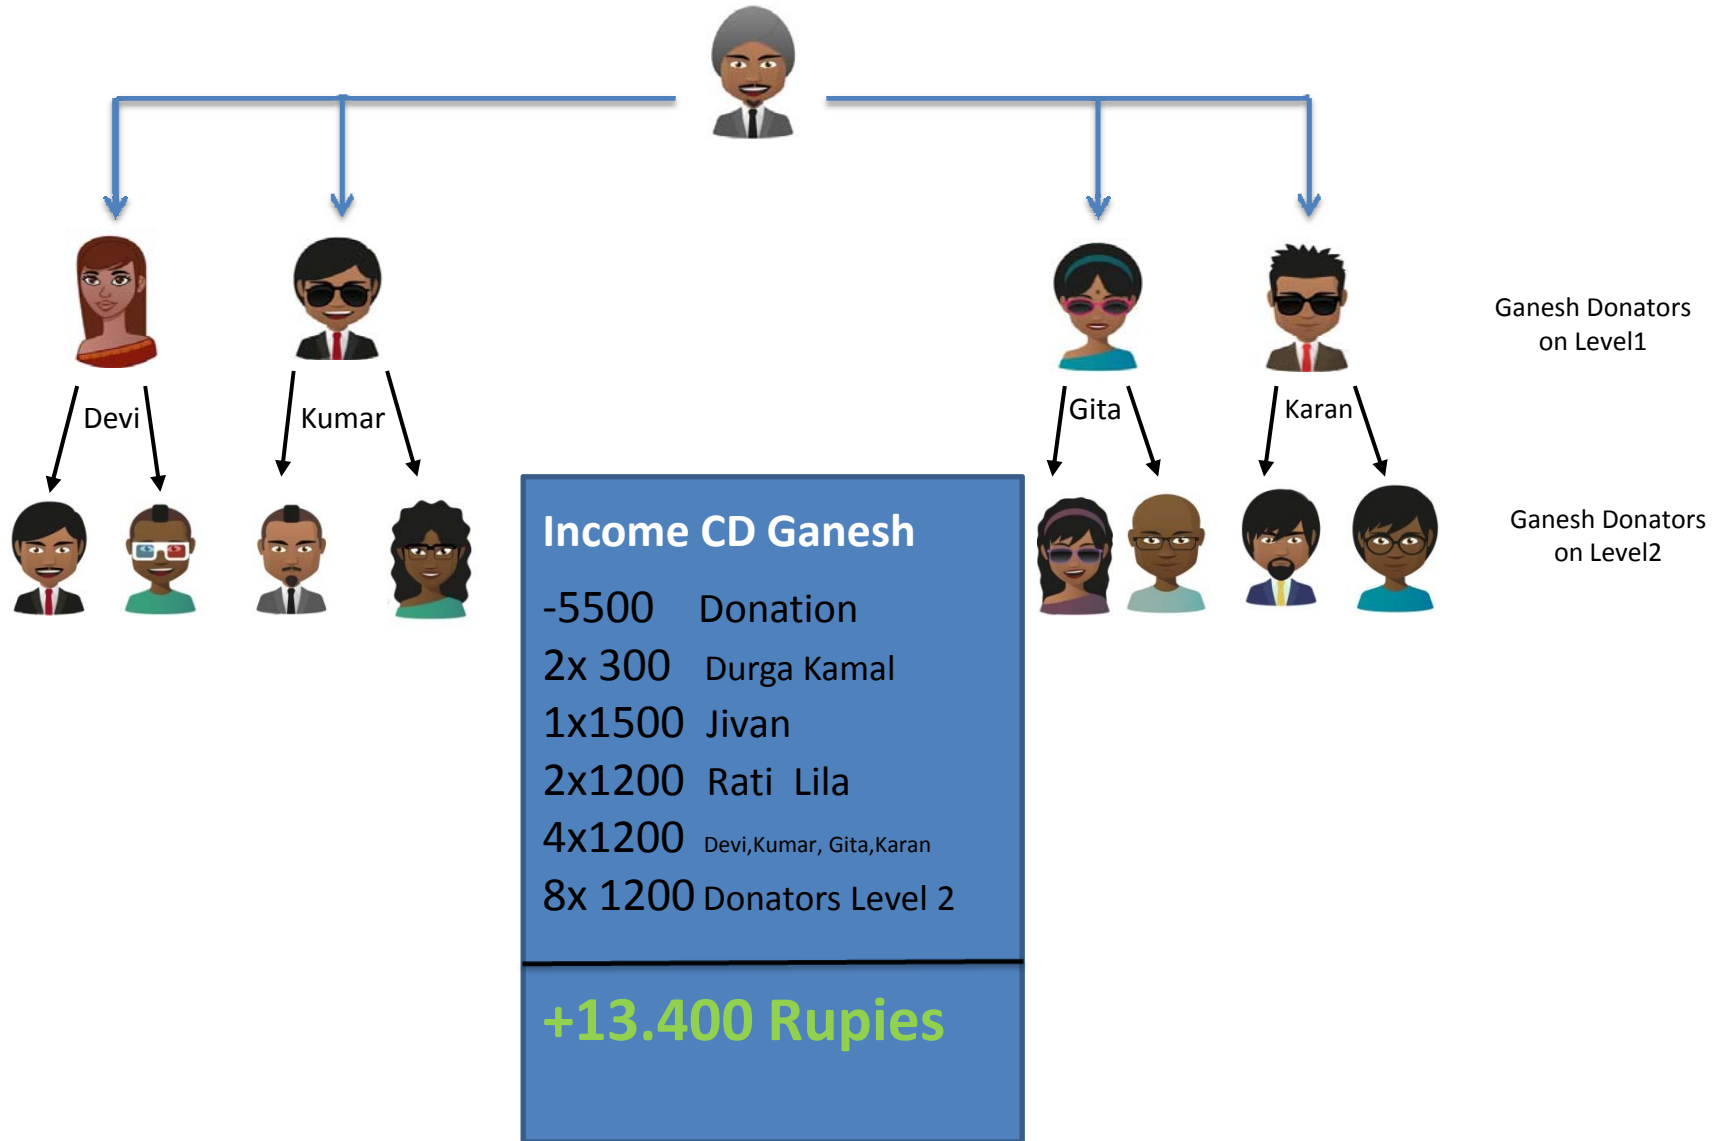 Ganesh Donators
on Level1
Devi
Kumar
Gita
Karan
Ganesh Donators
on Level2
Income CD Ganesh
-5500 Donation
2x 300 Durga Kamal
1x1500 Jivan
2x1200 Rati Lila
4x1200 Devi,Kumar, Gita,Karan
8x 1200 Donators Level 2
+13.400 Rupies